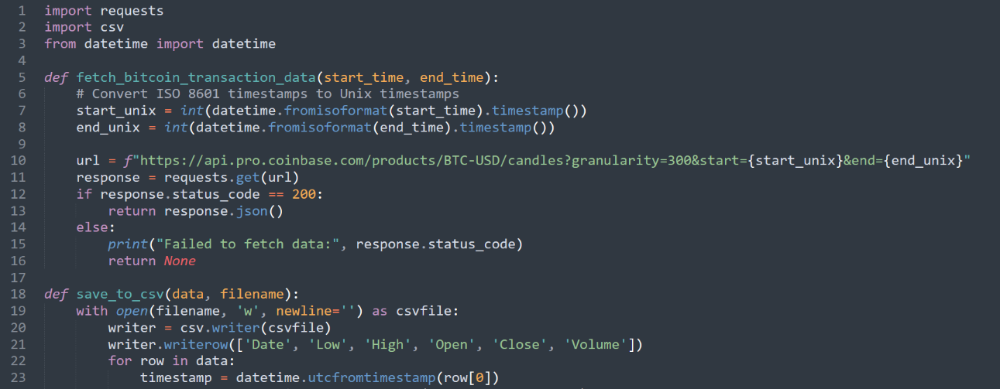 1 import requests
2 import csv
3 from datetime import datetime
4
5 def fetch_bitcoin_transaction_data(start_time, end_time):
6     # Convert ISO 8601 timestamps to Unix timestamps
7     start_unix = int(datetime.fromisoformat(start_time).timestamp())
8     end_unix = int(datetime.fromisoformat(end_time).timestamp())
9
10     url = f"https://api.pro.coinbase.com/products/BTC-USD/candles?granularity=300&start={start_unix}&end={end_unix}"
11     response = requests.get(url)
12     if response.status_code == 200:
13         return response.json()
14     else:
15         print("Failed to fetch data:", response.status_code)
16         return None
17
18 def save_to_csv(data, filename):
19     with open(filename, 'w', newline='') as csvfile:
20         writer = csv.writer(csvfile)
21         writer.writerow(['Date', 'Low', 'High', 'Open', 'Close', 'Volume'])
22         for row in data:
23             timestamp = datetime.utcfromtimestamp(row[0])